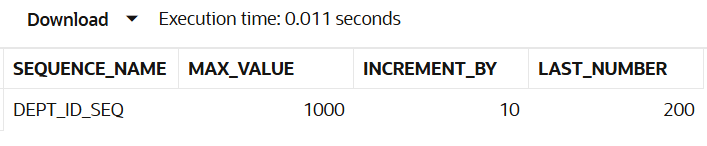 Download Execution time: 0.011 seconds
SEQUENCE_NAME MAX_VALUE INCREMENT_BY LAST_NUMBER
DEPT_ID_SEQ 1000 10 200